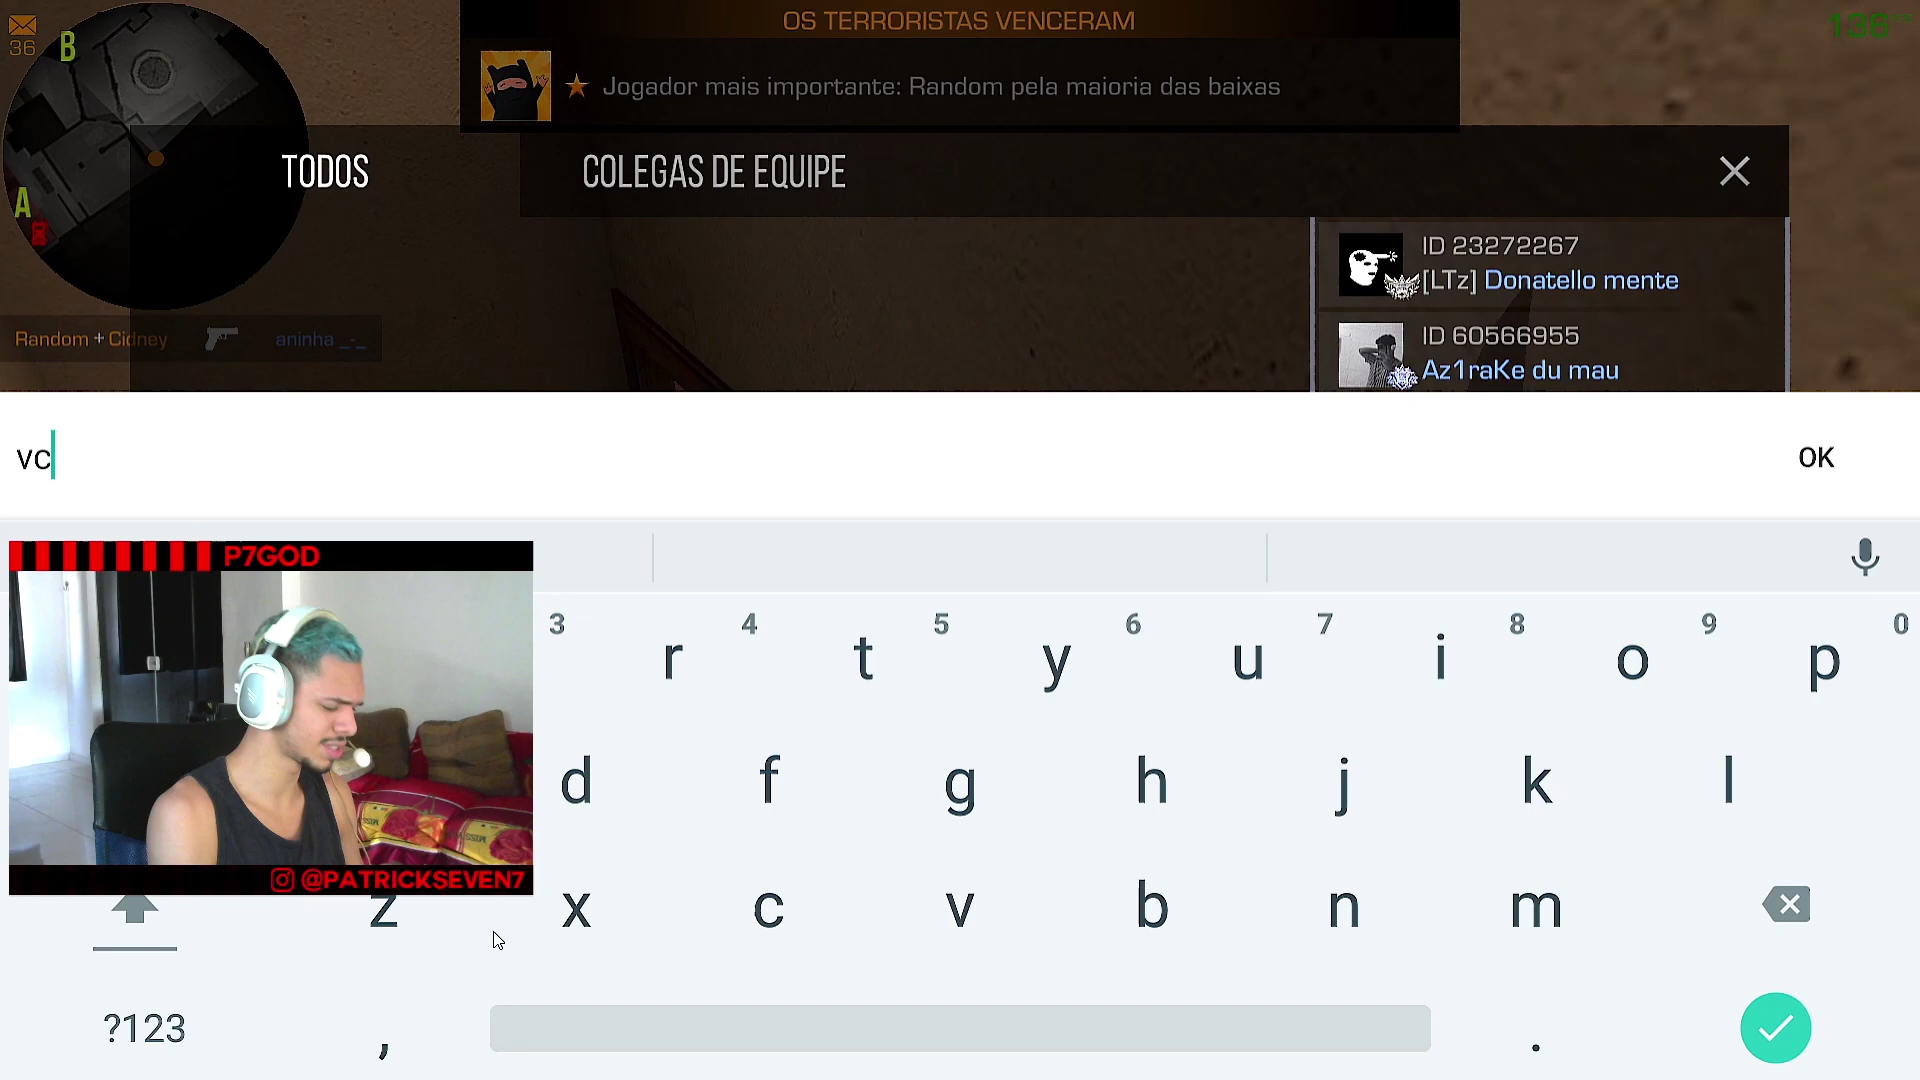 OS TERRORISTAS VENCERAM
136
36
B
★ Jogador mais importante: Random pela maioria das baixas
TODOS
COLEGAS DE EQUIPE
A
ID 23272267
[LTz] Donatello mente
Random + Cidney aninha _-_
ID 60566955
Az1raKe du mau
vc
OK
P7GOD
3 4 5 6 7 8 9 0
r t y u i o p
d f g h j k l
@PATRICKSEVEN7
z x c v b n m
?123 , .